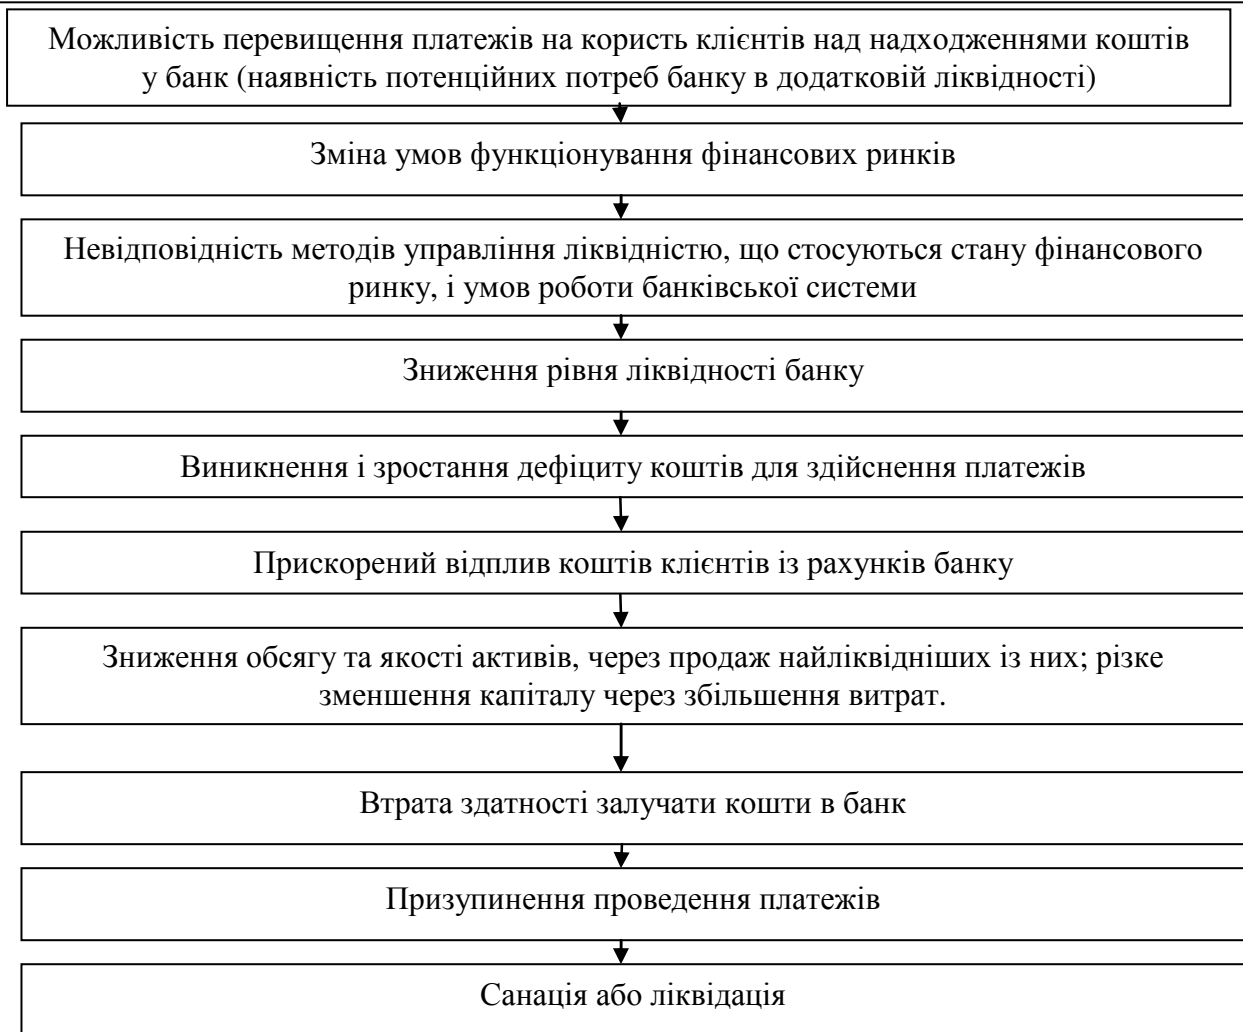 Можливість перевищення платежів на користь клієнтів над надходженнями коштів
у банк (наявність потенційних потреб банку в додатковій ліквідності)
Зміна умов функціонування фінансових ринків
Невідповідність методів управління ліквідністю, що стосуються стану фінансового
ринку, і умов роботи банківської системи
Зниження рівня ліквідності банку
Виникнення і зростання дефіциту коштів для здійснення платежів
Прискорений відплив коштів клієнтів із рахунків банку
Зниження обсягу та якості активів, через продаж найліквідніших із них; різке
зменшення капіталу через збільшення витрат.
Втрата здатності залучати кошти в банк
Призупинення проведення платежів
Санація або ліквідація